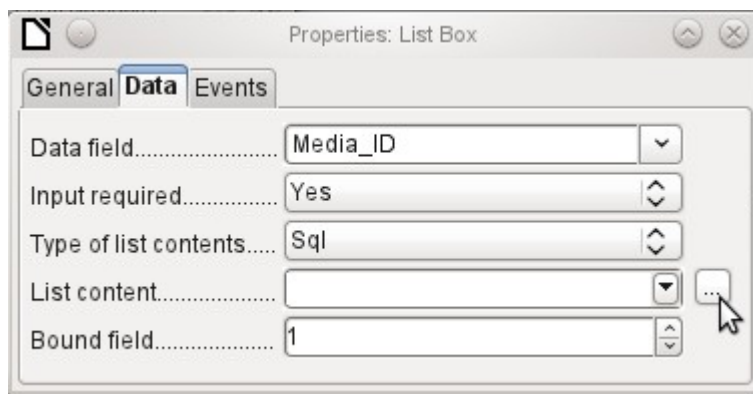 Properties: List Box
General Data Events
Data field........................ Media_ID
Input required................ Yes
Type of list contents..... Sql
List content.................... ...
Bound field.................... 1